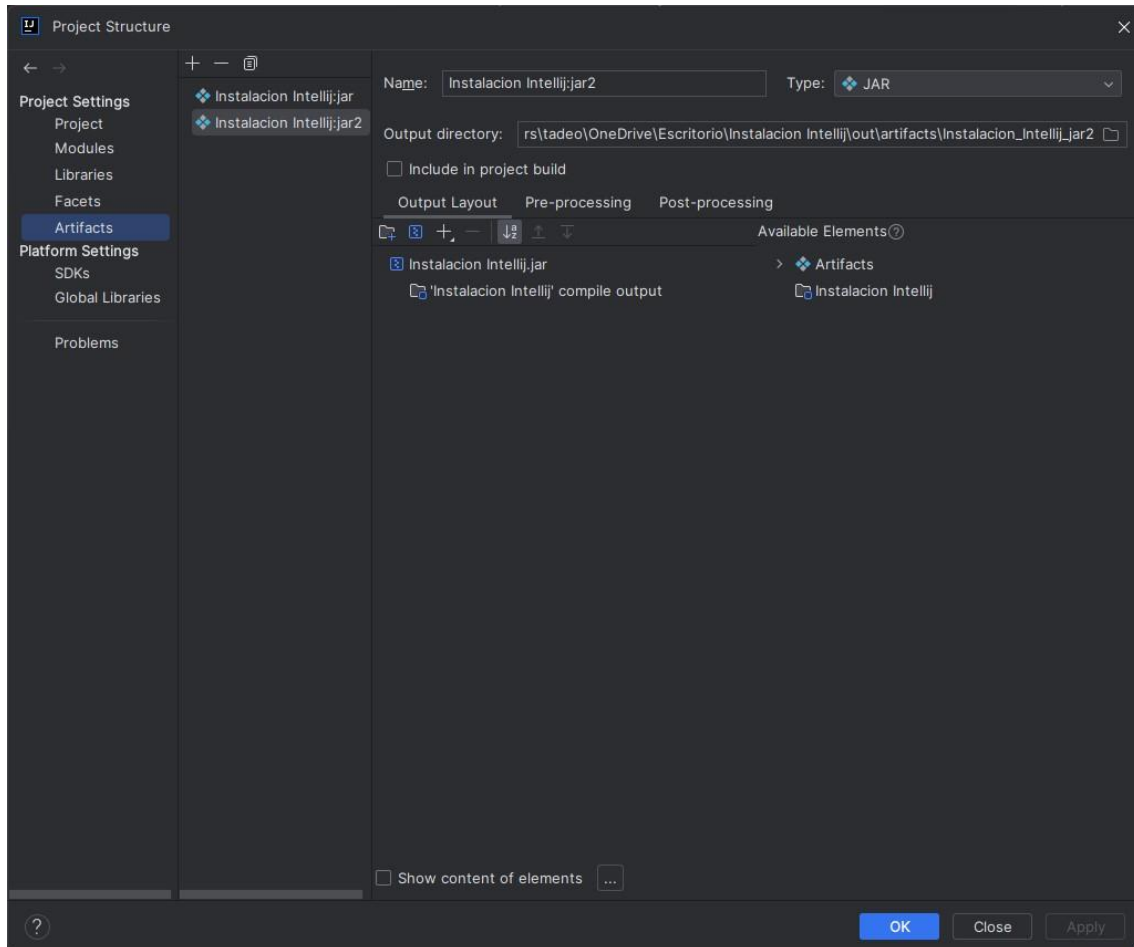 Project Structure
Project Settings
Project
Modules
Libraries
Facets
Artifacts
Platform Settings
SDKs
Global Libraries
Problems
Instalacion Intellij:jar
Instalacion Intellij:jar2
Name: Instalacion Intellij:jar2 Type: JAR
Output directory: rs\tadeo\OneDrive\Escritorio\Instalacion Intellij\out\artifacts\Instalacion_Intellij_jar2
Include in project build
Output Layout Pre-processing Post-processing
Available Elements
Instalacion Intellij.jar
'Instalacion Intellij' compile output
Artifacts
Instalacion Intellij
Show content of elements ...
? OK Close Apply